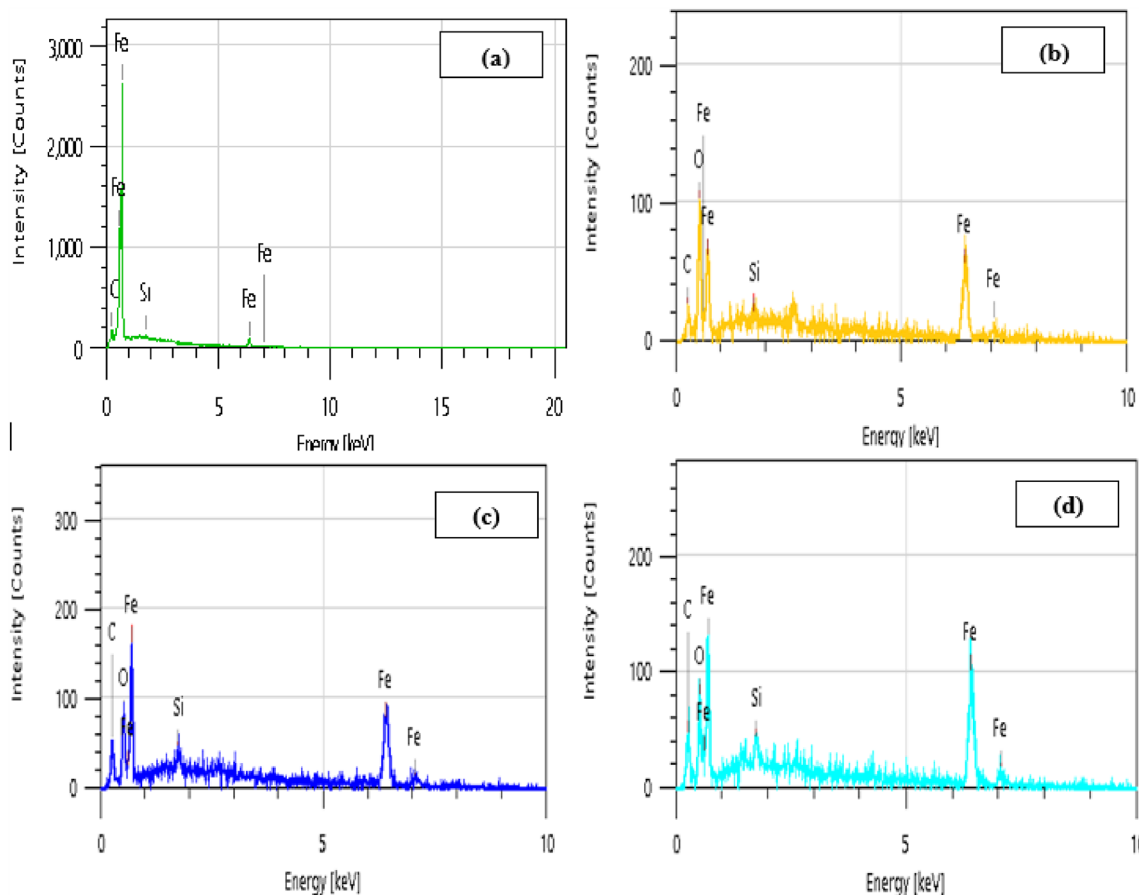 (a)
Intensity [Counts]
3,000
2,000
1,000
0
Fe
Fe
C
Si
Fe
Fe
0 5 10 15 20
Energy [keV]
(b)
Intensity [Counts]
200
100
0
Fe
O
Fe
C
Si
Fe
Fe
0 5 10
Energy [keV]
(c)
Intensity [Counts]
300
200
100
0
Fe
C
O
Fe
Si
Fe
Fe
0 5 10
Energy [keV]
(d)
Intensity [Counts]
200
100
0
C
Fe
O
Fe
Si
Fe
Fe
0 5 10
Energy [keV]